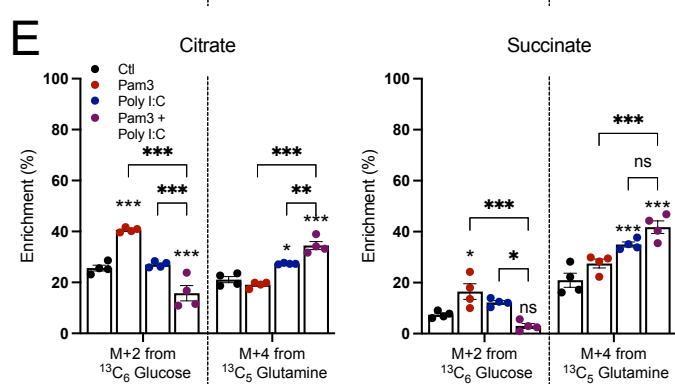 E
Citrate
Ctl
Pam3
Poly I:C
Pam3 +
Poly I:C
Enrichment (%)
100
80
60
40
20
0
***
***
***
***
***
**
*
***
M+2 from
¹³C₆ Glucose
M+4 from
¹³C₅ Glutamine
Succinate
Enrichment (%)
100
80
60
40
20
0
***
*
*
ns
***
ns
***
***
M+2 from
¹³C₆ Glucose
M+4 from
¹³C₅ Glutamine